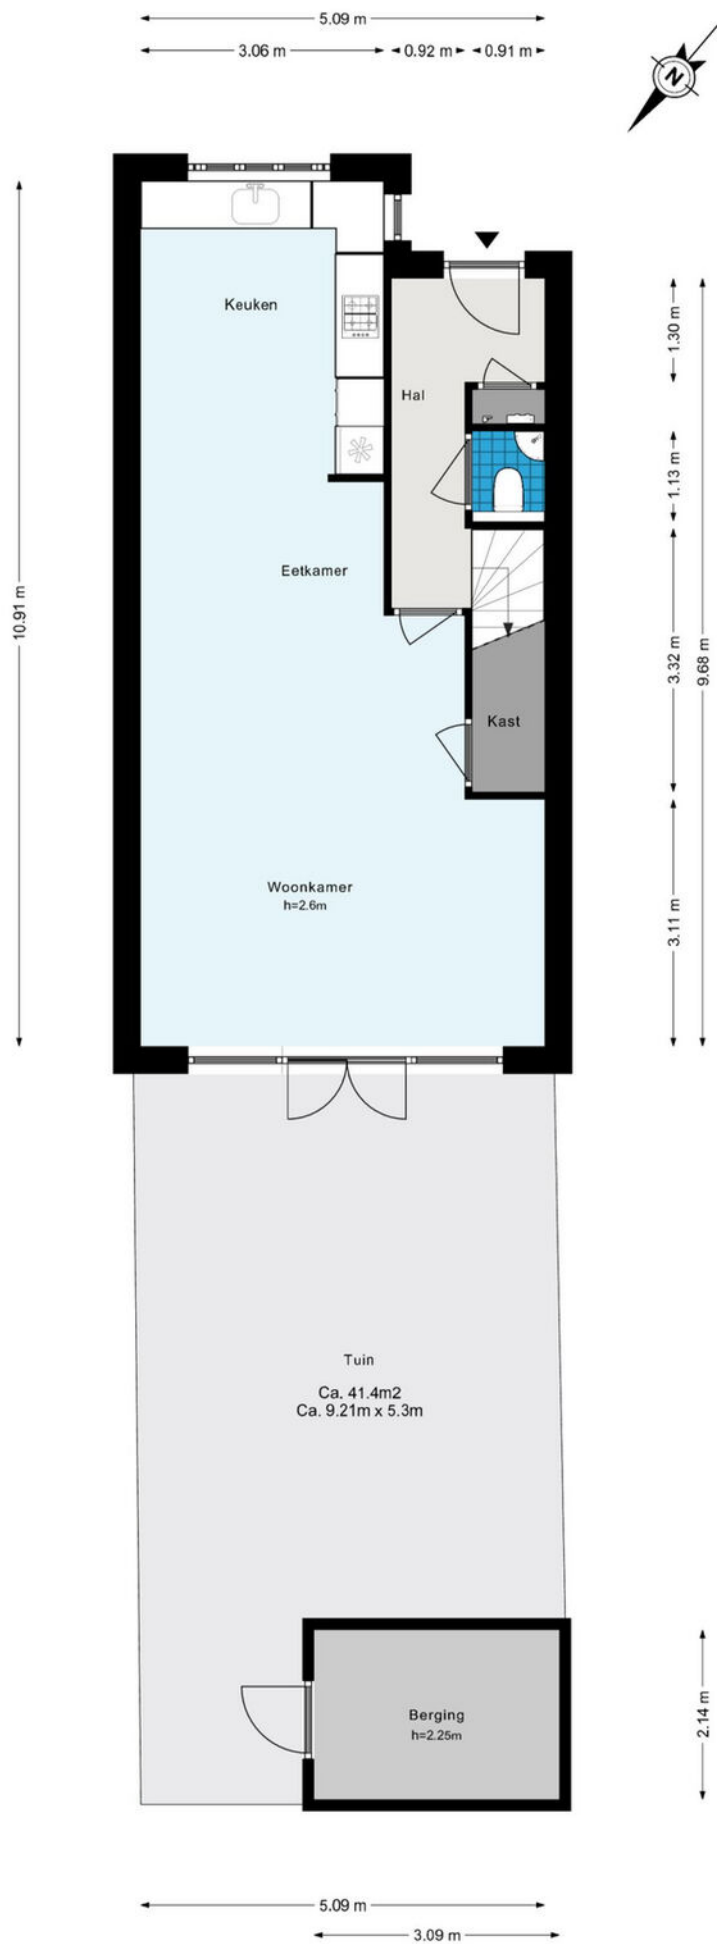 5.09 m
3.06 m
0.92 m
0.91 m
N
Keuken
Hal
1.30 m
1.13 m
Eetkamer
10.91 m
3.32 m
9.68 m
Kast
Woonkamer
h=2.6m
3.11 m
Tuin
Ca. 41.4m2
Ca. 9.21m x 5.3m
Berging
h=2.25m
2.14 m
5.09 m
3.09 m